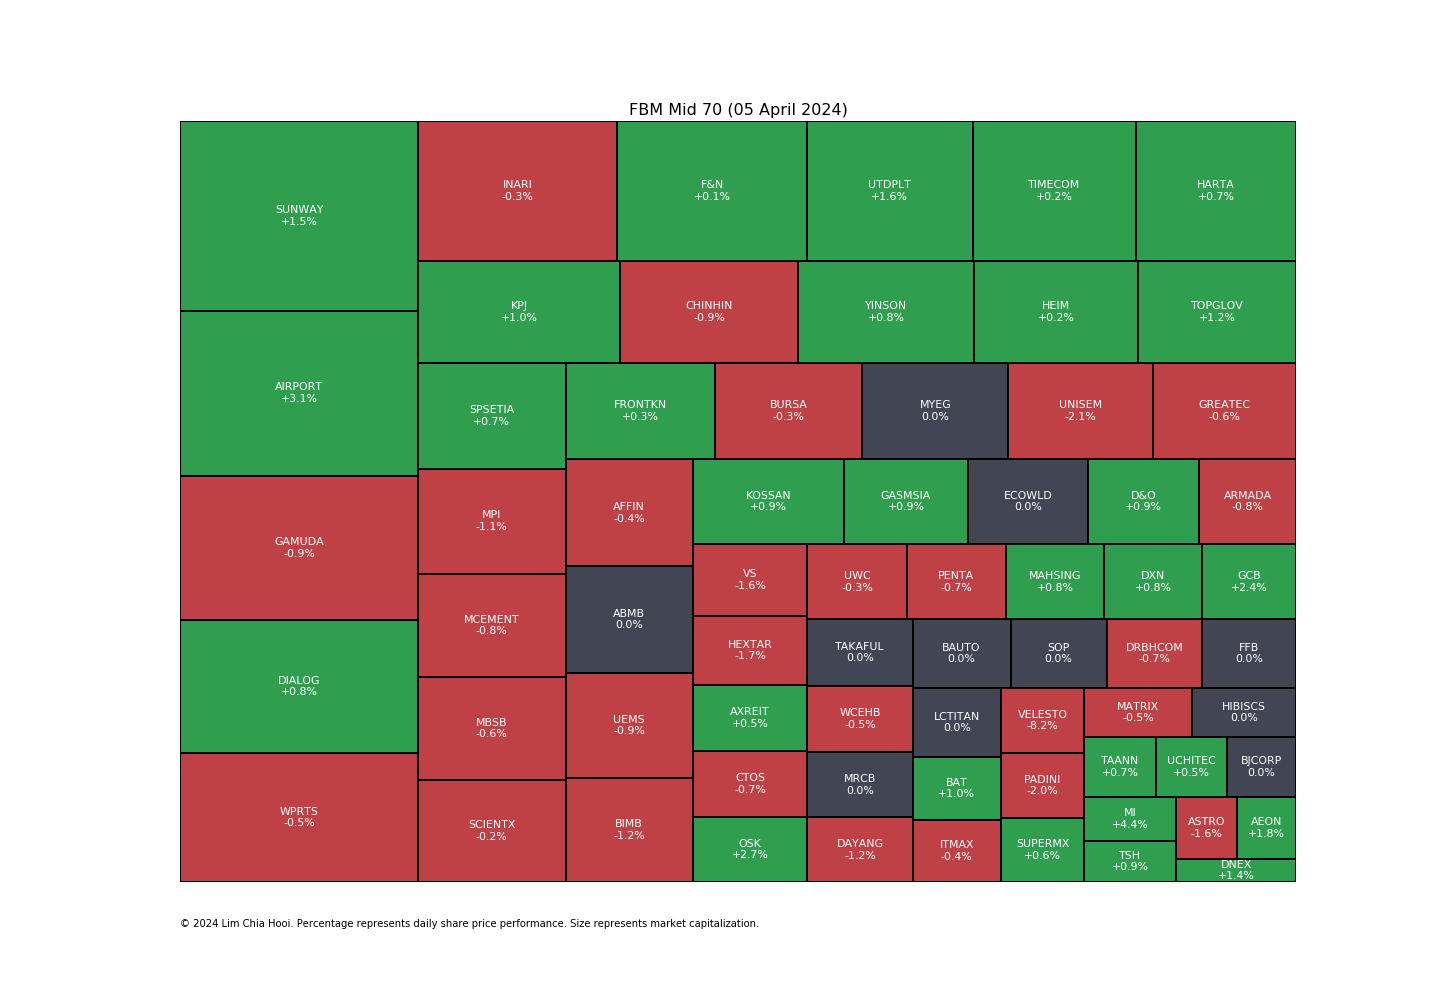 FBM Mid 70 (05 April 2024)
SUNWAY
+1.5%
AIRPORT
+3.1%
GAMUDA
-0.9%
DIALOG
+0.8%
WPRTS
-0.5%
INARI
-0.3%
F&N
+0.1%
UTDPLT
+1.6%
TIMECOM
+0.2%
HARTA
+0.7%
KPJ
+1.0%
CHINHIN
-0.9%
YINSON
+0.8%
HEIM
+0.2%
TOPGLOV
+1.2%
SPSETIA
+0.7%
MPI
-1.1%
MCEMENT
-0.8%
MBSB
-0.6%
SCIENTX
-0.2%
FRONTKN
+0.3%
BURSA
-0.3%
MYEG
0.0%
UNISEM
-2.1%
GREATEC
-0.6%
AFFIN
-0.4%
ABMB
0.0%
UEMS
-0.9%
BIMB
-1.2%
KOSSAN
+0.9%
GASMSIA
+0.9%
ECOWLD
0.0%
D&O
+0.9%
ARMADA
-0.8%
VS
-1.6%
HEXTAR
-1.7%
AXREIT
+0.5%
CTOS
-0.7%
OSK
+2.7%
UWC
-0.3%
PENTA
-0.7%
MAHSING
+0.8%
DXN
+0.8%
GCB
+2.4%
TAKAFUL
0.0%
WCEHB
-0.5%
MRCB
0.0%
DAYANG
-1.2%
BAUTO
0.0%
SOP
0.0%
DRBHCOM
-0.7%
FFB
0.0%
LCTITAN
0.0%
BAT
+1.0%
ITMAX
-0.4%
VELESTO
-8.2%
PADINI
-2.0%
SUPERMX
+0.6%
MATRIX
-0.5%
HIBISCS
0.0%
TAANN
+0.7%
UCHITEC
+0.5%
BJCORP
0.0%
MI
+4.4%
TSH
+0.9%
ASTRO
-1.6%
AEON
+1.8%
DNEX
+1.4%
© 2024 Lim Chia Hooi. Percentage represents daily share price performance. Size represents market capitalization.